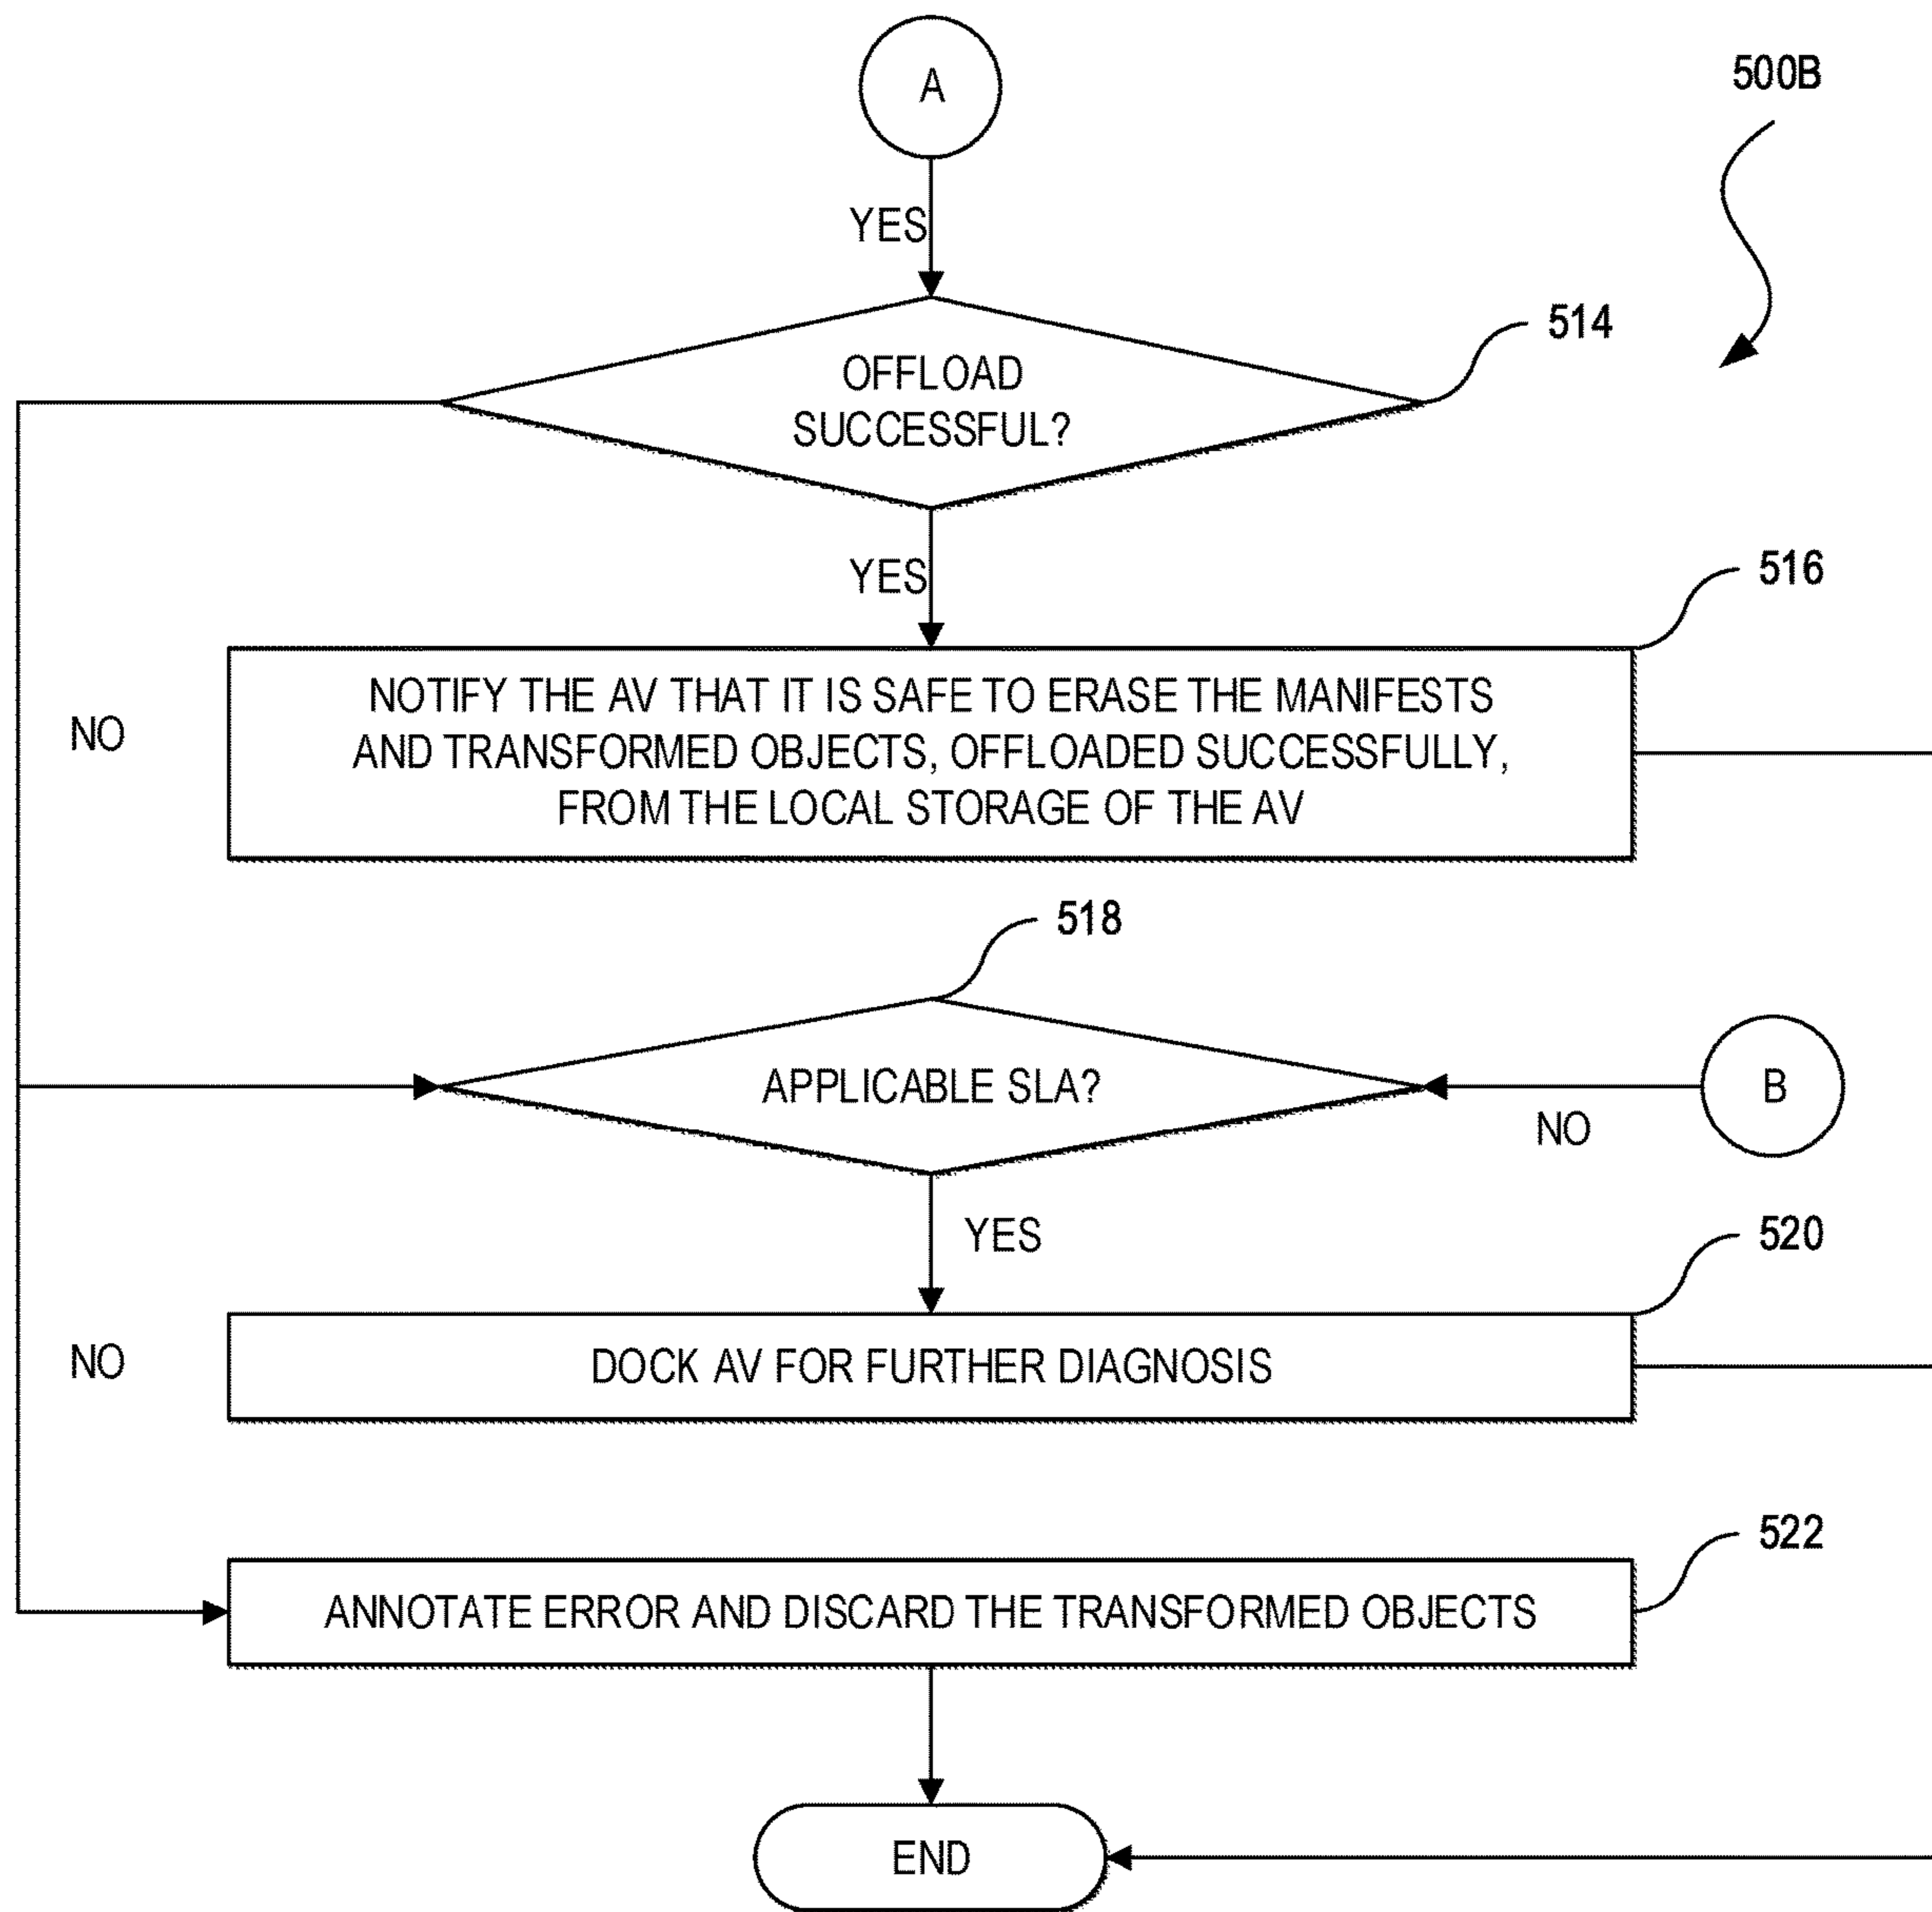 A
500B
YES
514
OFFLOAD
SUCCESSFUL?
YES
516
NO
NOTIFY THE AV THAT IT IS SAFE TO ERASE THE MANIFESTS
AND TRANSFORMED OBJECTS, OFFLOADED SUCCESSFULLY,
FROM THE LOCAL STORAGE OF THE AV
518
APPLICABLE SLA?
B
NO
YES
520
NO
DOCK AV FOR FURTHER DIAGNOSIS
522
ANNOTATE ERROR AND DISCARD THE TRANSFORMED OBJECTS
END